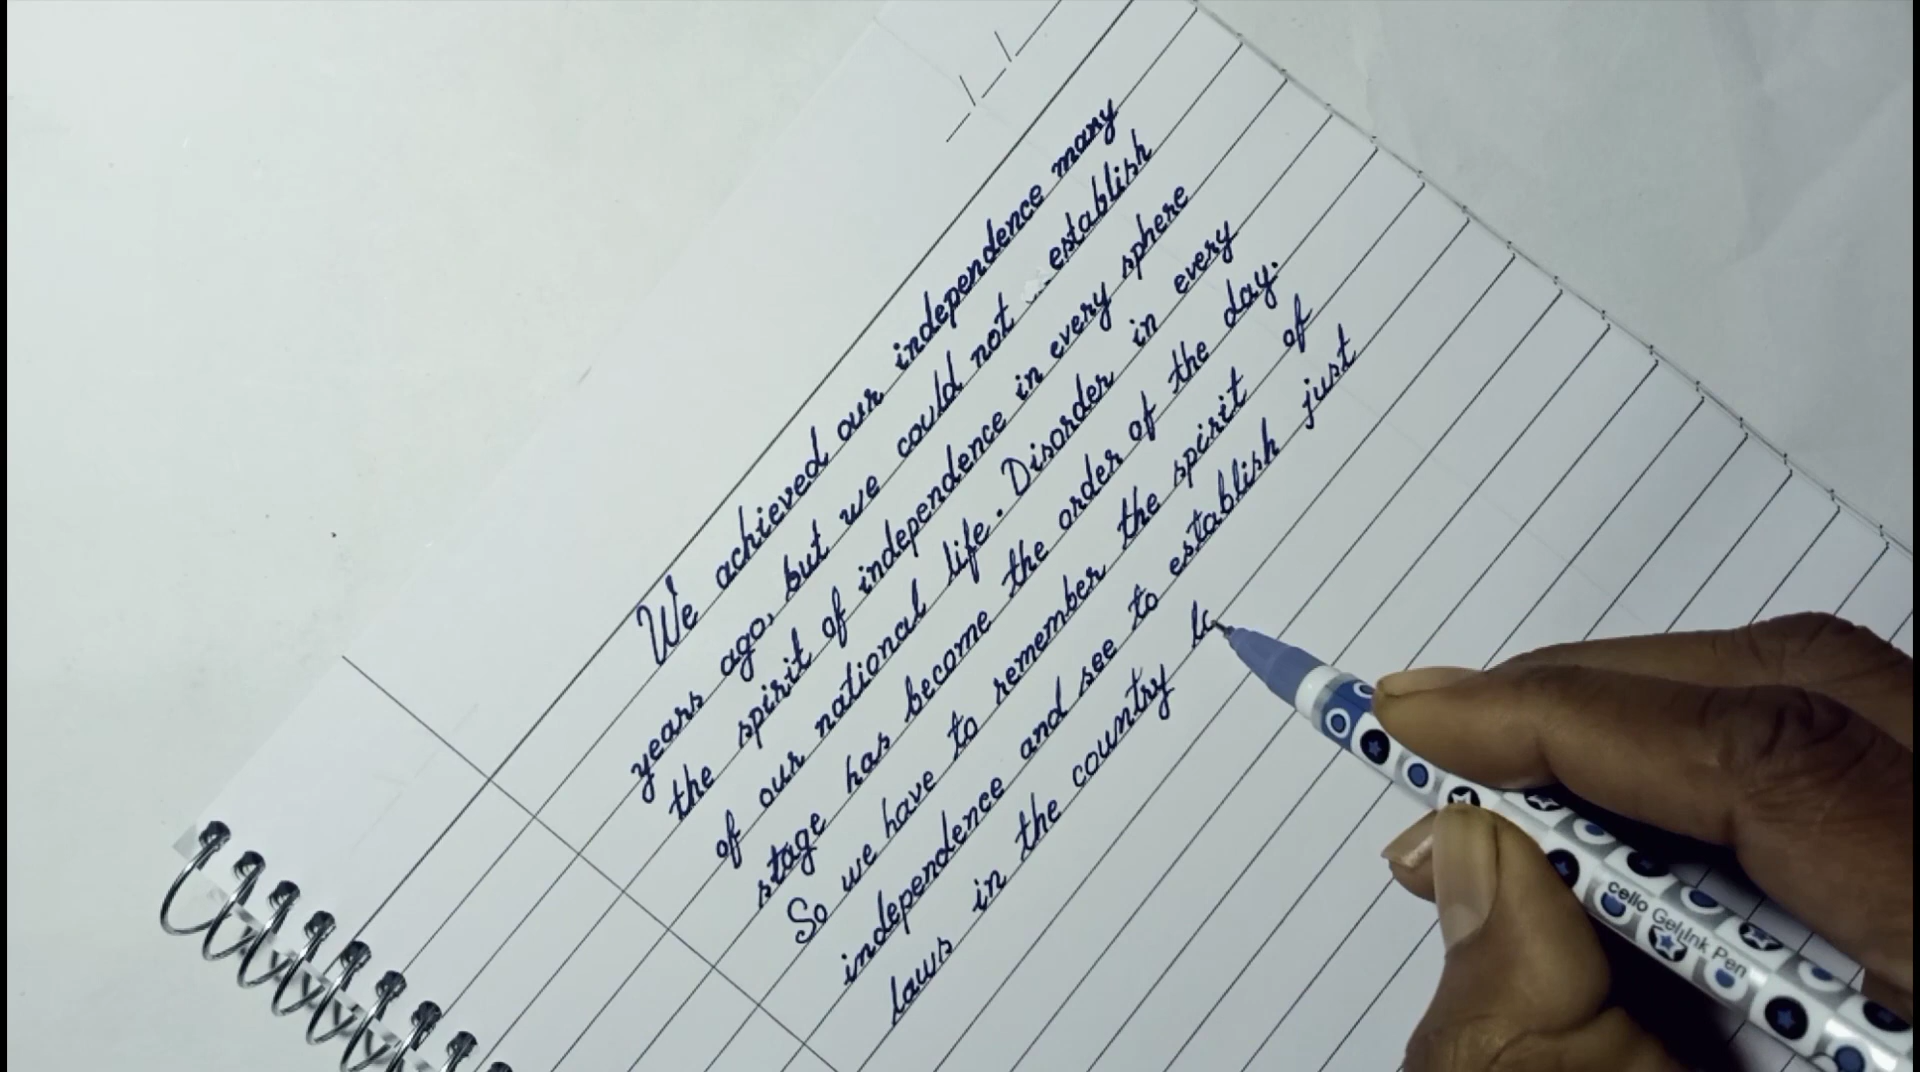 We achieved our independence many
years ago, but we could not establish
the spirit of independence in every sphere
of our national life. Disorder in every
stage has become the order of the day.
So we have to remember the spirit of
independence and see to establish just
laws in the country
cello Gel Ink Pen